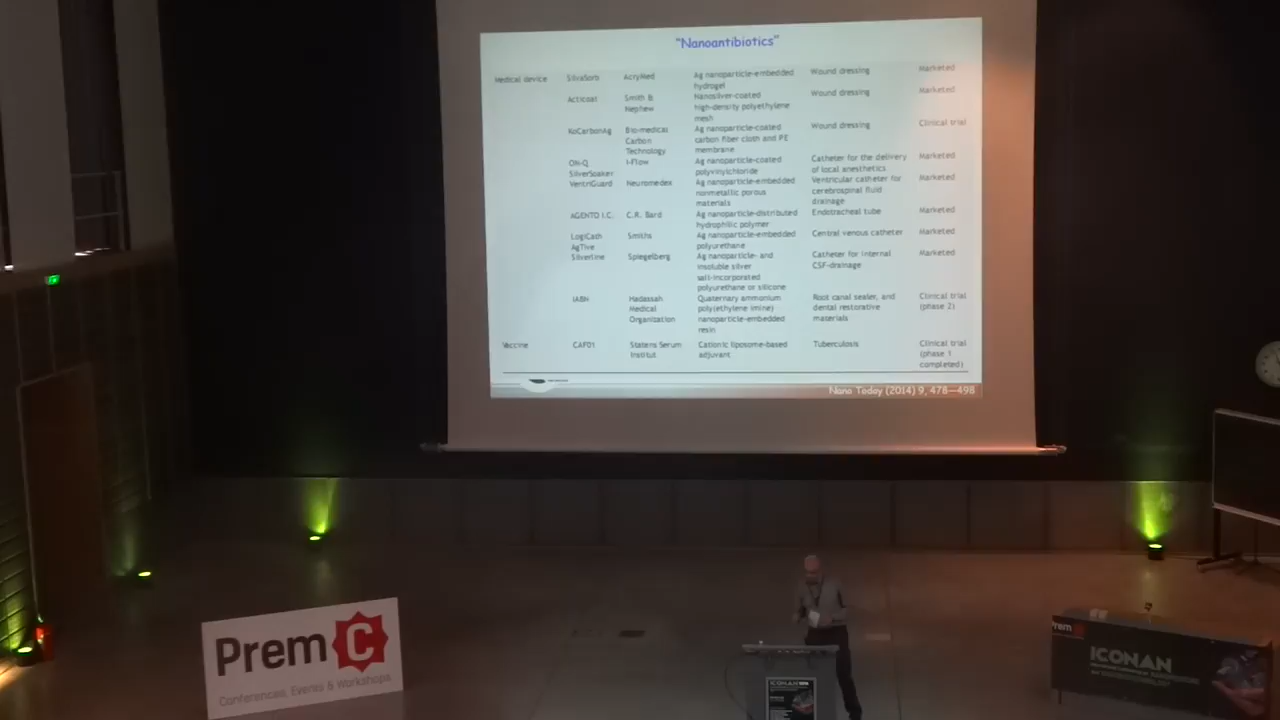 "Nanoantibiotics"
Medical device SilvaSorb AcryMed Ag nanoparticle-embedded hydrogel Wound dressing Marketed
Acticoat Smith & Nephew Nanosilver-coated high-density polyethylene mesh Wound dressing Marketed
KoCarbonAg Bio-medical Carbon Technology Ag nanoparticle-coated carbon fiber cloth and PE membrane Wound dressing Clinical trial
ON-Q SilverSoaker I-Flow Ag nanoparticle-coated polyvinylchloride Catheter for the delivery of local anesthetics Marketed
VentriGuard Neuromedex Ag nanoparticle-embedded nonmetallic porous materials Ventricular catheter for cerebrospinal fluid drainage Marketed
AGENTO I.C. C.R. Bard Ag nanoparticle-distributed hydrophilic polymer Endotracheal tube Marketed
LogiCath AgTive Smiths Ag nanoparticle-embedded polyurethane Central venous catheter Marketed
Silverline Spiegelberg Ag nanoparticle- and insoluble silver salt-incorporated polyurethane or silicone Catheter for internal CSF-drainage Marketed
IABN Hadassah Medical Organization Quaternary ammonium poly(ethylene imine) nanoparticle-embedded resin Root canal sealer, and dental restorative materials Clinical trial (phase 2)
Vaccine CAF01 Statens Serum Institut Cationic liposome-based adjuvant Tuberculosis Clinical trial (phase 1 completed)
Nano Today (2014) 9, 478—498
Prem C
Conferences, Events & Workshops
ICONAN
Prem
ICONAN